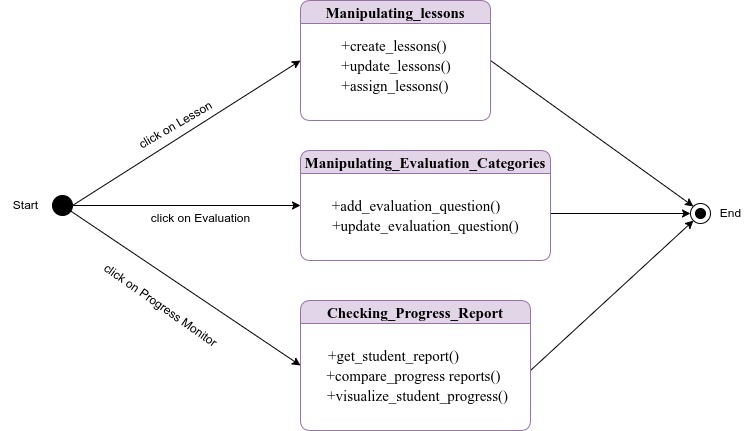 Manipulating_lessons
+create_lessons()
+update_lessons()
+assign_lessons()
click on Lesson
Manipulating_Evaluation_Categories
+add_evaluation_question()
+update_evaluation_question()
Start
click on Evaluation
End
click on Progress Monitor
Checking_Progress_Report
+get_student_report()
+compare_progress reports()
+visualize_student_progress()